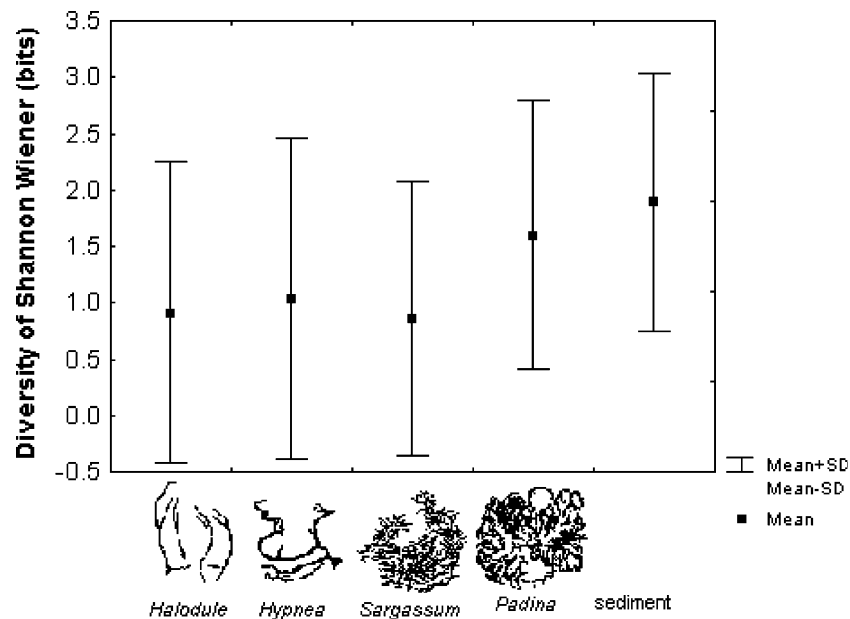 Diversity of Shannon Wiener (bits)
3.5
3.0
2.5
2.0
1.5
1.0
0.5
0.0
-0.5
Mean+SD
Mean-SD
Mean
Halodule Hypnea Sargassum Padina sediment